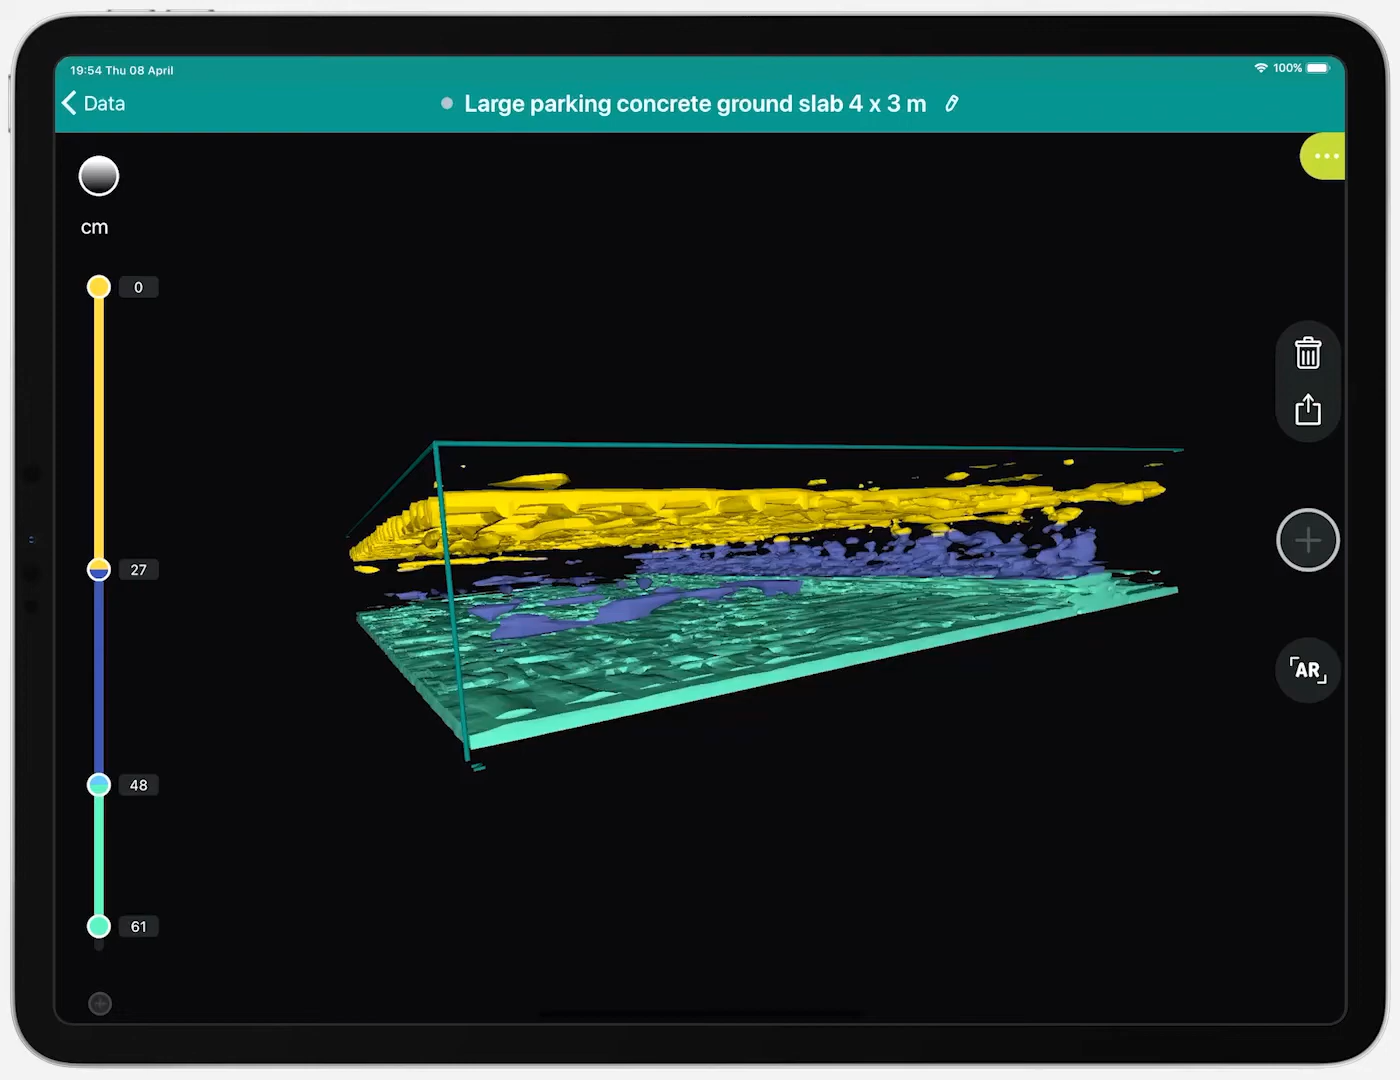 19:54 Thu 08 April
100%
Data
Large parking concrete ground slab 4 x 3 m
cm
0
27
48
61
AR